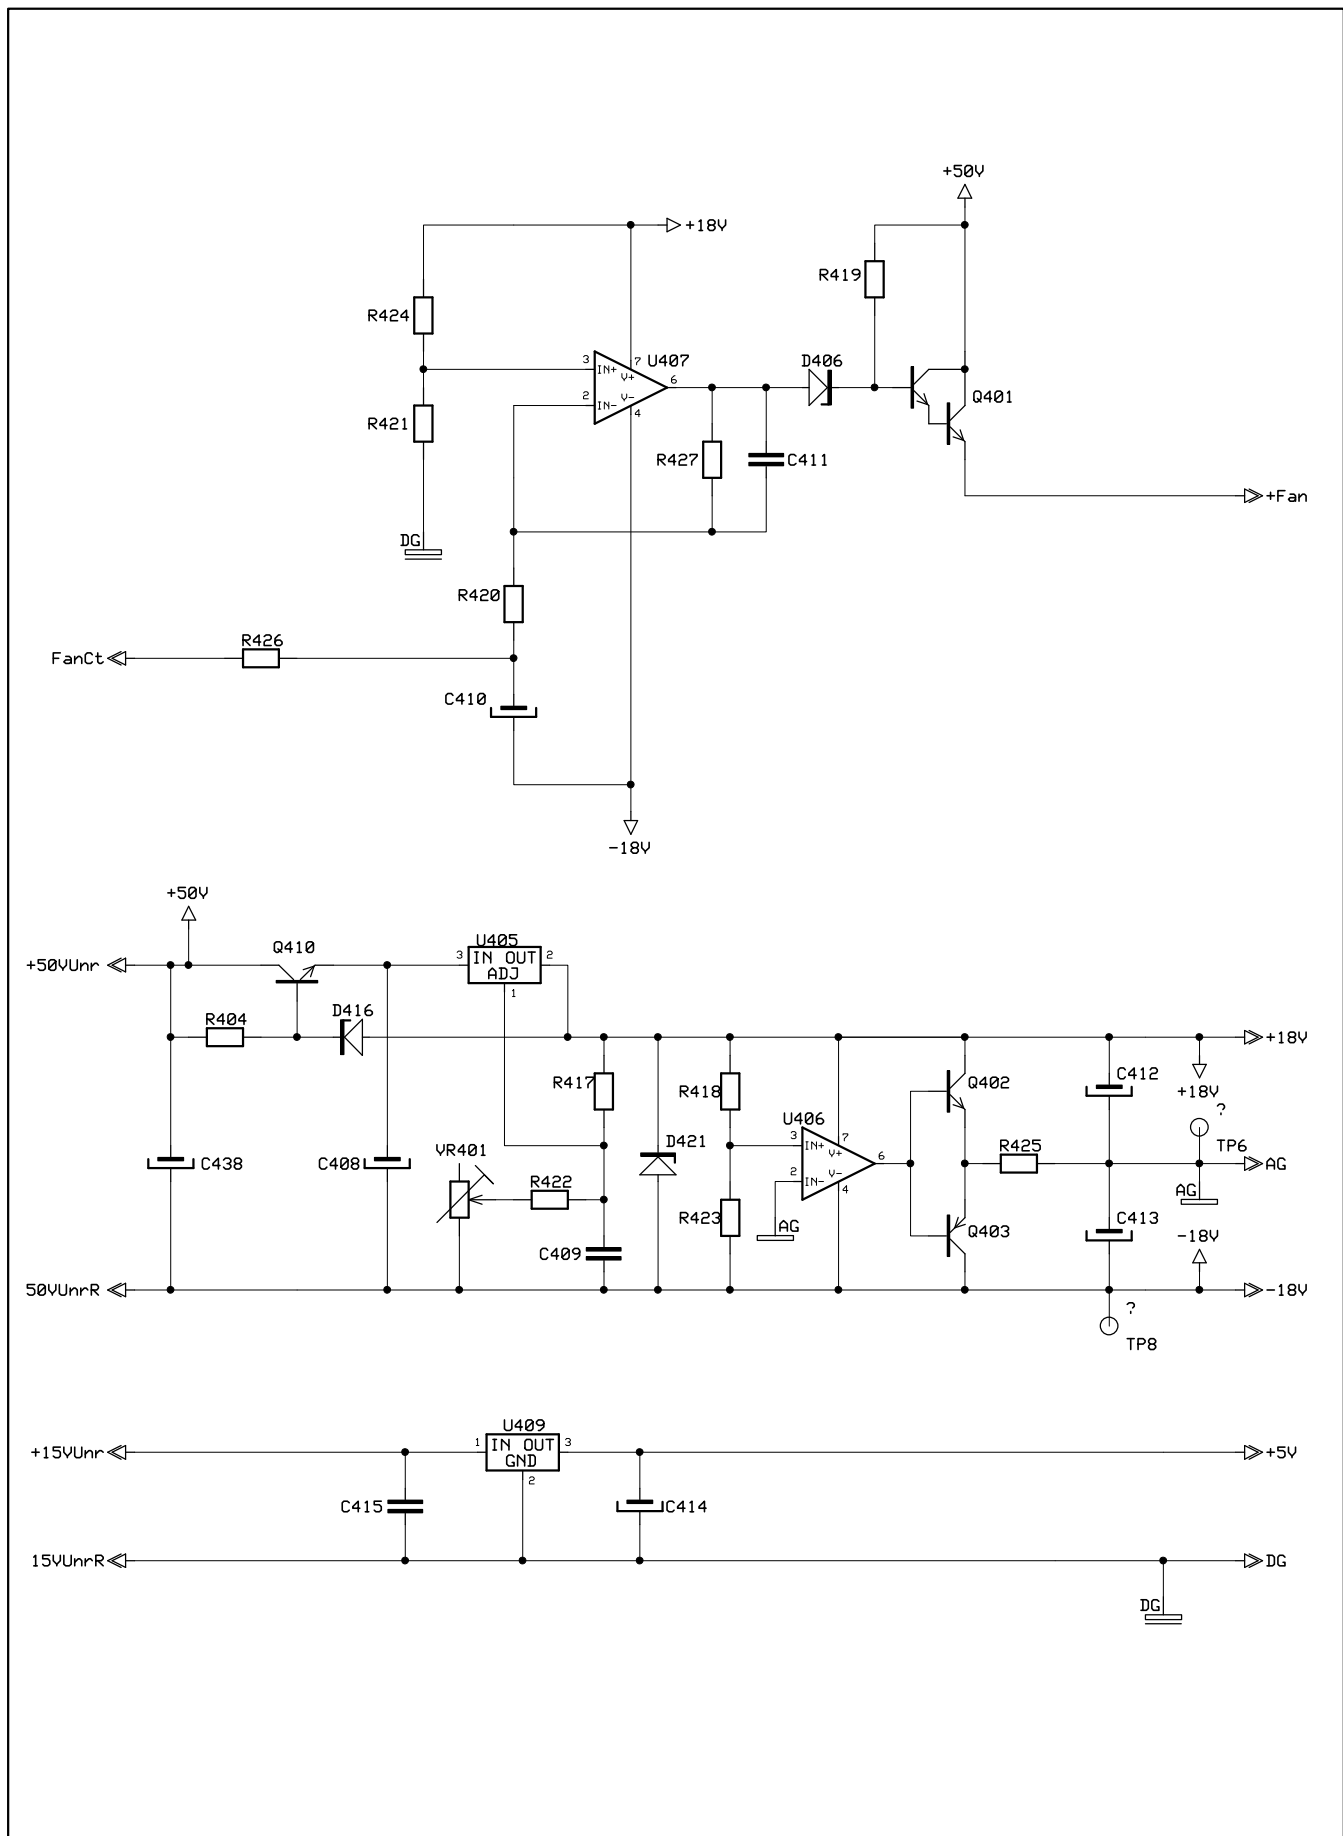 +50V
+18V
R419
R424
3
IN+
7
V+
U407
D406
6
2
IN-
V-
4
Q401
R421
R427
C411
+Fan
DG
R420
FanCt
R426
C410
-18V
+50V
+50VUnr
Q410
U405
3
IN OUT
2
ADJ
1
R404
D416
+18V
R417
R418
Q402
C412
+18V
U406
?
3
IN+
7
V+
C438
C408
VR401
D421
6
R425
TP6
AG
2
IN-
V-
4
R422
AG
R423
AG
Q403
C413
-18V
C409
50VUnrR
-18V
?
TP8
U409
+15VUnr
1
IN OUT
3
GND
+5V
2
C415
C414
15VUnrR
DG
DG